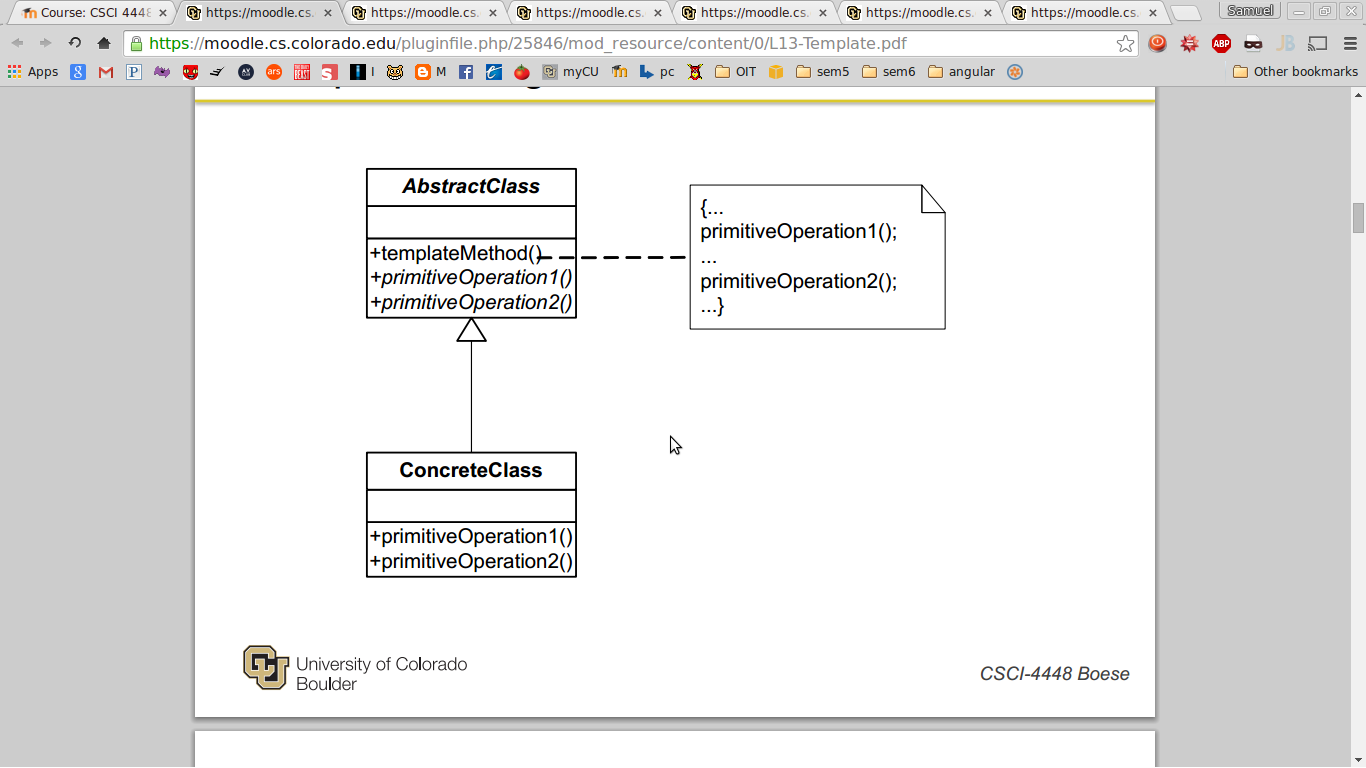 Course: CSCI 4448
https://moodle.cs.
https://moodle.cs.
https://moodle.cs.
https://moodle.cs.
https://moodle.cs.
https://moodle.cs.
Samuel
https://moodle.cs.colorado.edu/pluginfile.php/25846/mod_resource/content/0/L13-Template.pdf
ABP
JB
Apps
ars
I
M
myCU
pc
OIT
sem5
sem6
angular
Other bookmarks
AbstractClass
+templateMethod()
+primitiveOperation1()
+primitiveOperation2()
{...
primitiveOperation1();
...
primitiveOperation2();
...}
ConcreteClass
+primitiveOperation1()
+primitiveOperation2()
CU
University of Colorado
Boulder
CSCI-4448 Boese